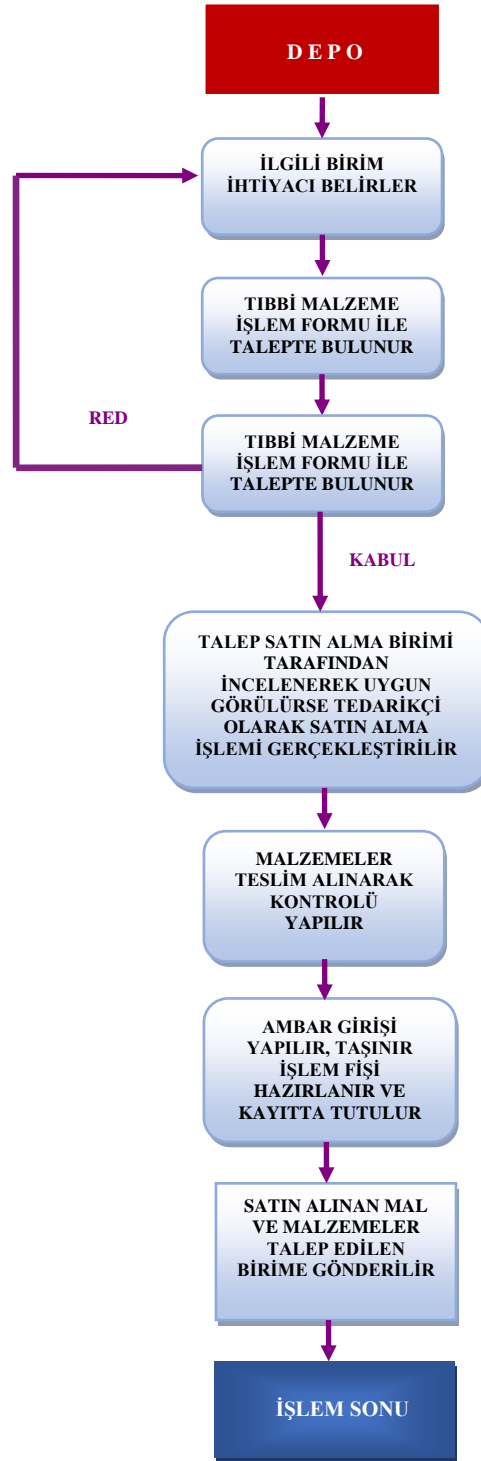 D E P O
İLGİLİ BİRİM
İHTİYACI BELİRLER
TIBBİ MALZEME
İŞLEM FORMU İLE
TALEPTE BULUNUR
RED
TIBBİ MALZEME
İŞLEM FORMU İLE
TALEPTE BULUNUR
KABUL
TALEP SATIN ALMA BİRİMİ
TARAFINDAN
İNCELENEREK UYGUN
GÖRÜLÜRSE TEDARİKÇİ
OLARAK SATIN ALMA
İŞLEMİ GERÇEKLEŞTİRİLİR
MALZEMELER
TESLİM ALINARAK
KONTROLÜ
YAPILIR
AMBAR GİRİŞİ
YAPILIR, TAŞINIR
İŞLEM FİŞİ
HAZIRLANIR VE
KAYITTA TUTULUR
SATIN ALINAN MAL
VE MALZEMELER
TALEP EDİLEN
BİRİME GÖNDERİLİR
İŞLEM SONU